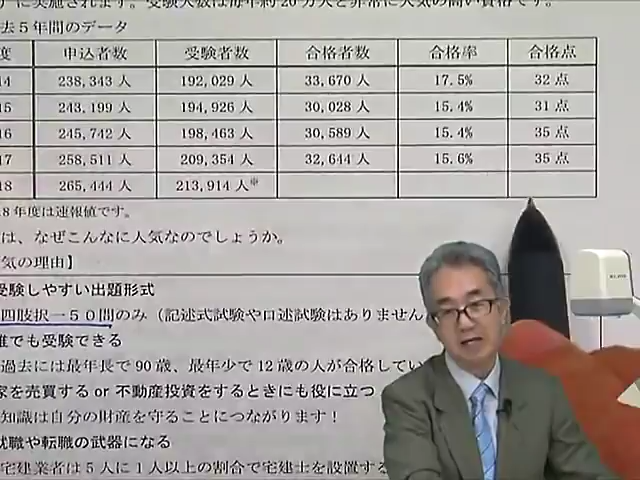 に実施されます。受験人数は毎年約20万人と非常に人気の高い資格です。
去5年間のデータ
度 申込者数 受験者数 合格者数 合格率 合格点
14 238,343人 192,029人 33,670人 17.5% 32点
15 243,199人 194,926人 30,028人 15.4% 31点
16 245,742人 198,463人 30,589人 15.4% 35点
17 258,511人 209,354人 32,644人 15.6% 35点
18 265,444人 213,914人※
8年度は速報値です。
は、なぜこんなに人気なのでしょうか。
気の理由】
受験しやすい出題形式
四肢択一50問のみ（記述式試験や口述試験はありません
誰でも受験できる
過去には最年長で90歳、最年少で12歳の人が合格してい
家を売買する or 不動産投資をするときにも役に立つ
知識は自分の財産を守ることにつながります！
就職や転職の武器になる
宅建業者は5人に1人以上の割合で宅建士を設置する